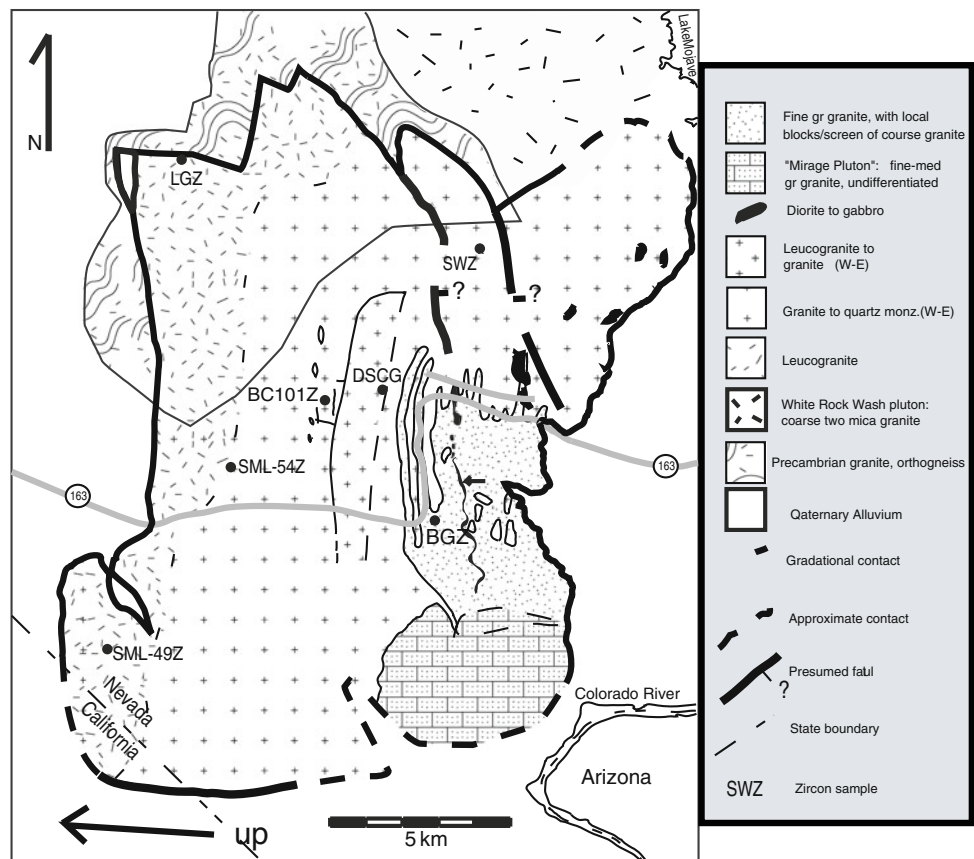 LakeMojave
N
LGZ
SWZ
?
?
DSCG
BC101Z
SML-54Z
163
163
BGZ
SML-49Z
Nevada
California
Colorado River
Arizona
up
5 km
Fine gr granite, with local
blocks/screen of course granite
"Mirage Pluton": fine-med
gr granite, undifferentiated
Diorite to gabbro
Leucogranite to
granite (W-E)
Granite to quartz monz.(W-E)
Leucogranite
White Rock Wash pluton:
coarse two mica granite
Precambrian granite, orthogneiss
Quaternary Alluvium
Gradational contact
Approximate contact
Presumed faul
?
State boundary
SWZ
Zircon sample